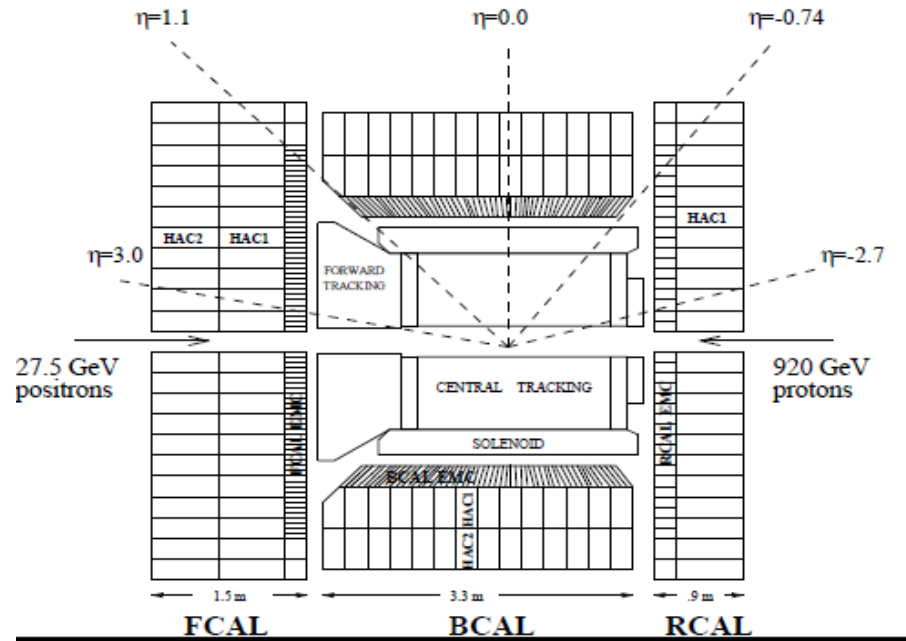 η=1.1 η=0.0 η=-0.74
HAC2 HAC1 HAC1
η=3.0 FORWARD η=-2.7
TRACKING
27.5 GeV 920 GeV
positrons protons
CENTRAL TRACKING
FCAL EMC
RCAL EMC
SOLENOID
BCAL EMC
HAC2 HAC1
1.5 m 3.3 m .9 m
FCAL BCAL RCAL